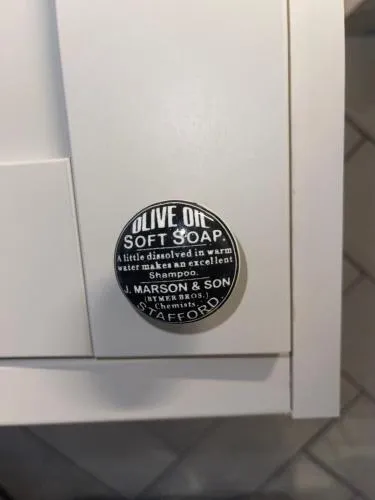 OLIVE OIL
SOFT SOAP.
A little dissolved in warm
water makes an excellent
Shampoo.
J. MARSON & SON
(BYMER BROS.)
Chemists,
STAFFORD.